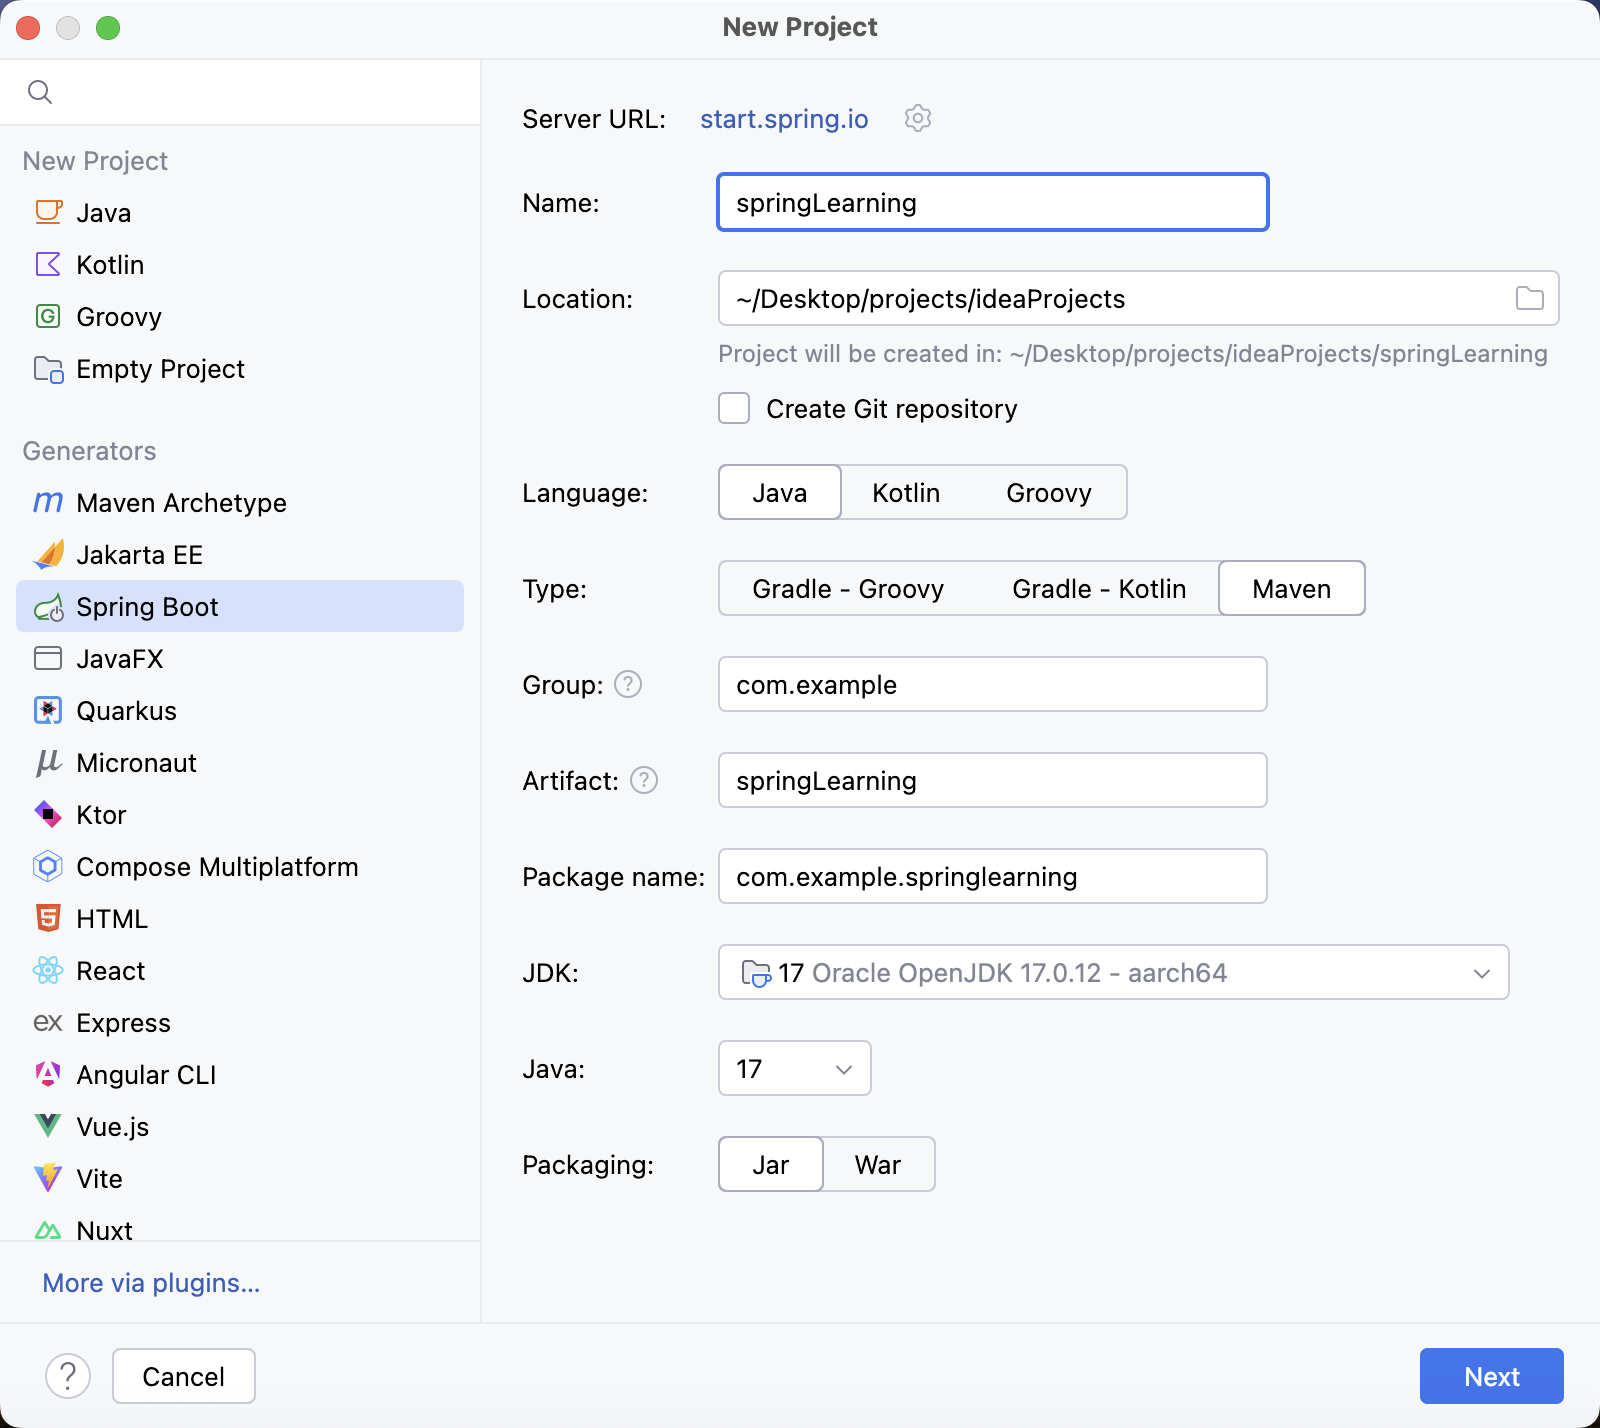 New Project
New Project
Java
Kotlin
Groovy
Empty Project
Generators
Maven Archetype
Jakarta EE
Spring Boot
JavaFX
Quarkus
Micronaut
Ktor
Compose Multiplatform
HTML
React
ex Express
Angular CLI
Vue.js
Vite
Nuxt
More via plugins...
Server URL: start.spring.io
Name: springLearning
Location: ~/Desktop/projects/ideaProjects
Project will be created in: ~/Desktop/projects/ideaProjects/springLearning
Create Git repository
Language: Java Kotlin Groovy
Type: Gradle - Groovy Gradle - Kotlin Maven
Group: ? com.example
Artifact: ? springLearning
Package name: com.example.springlearning
JDK: 17 Oracle OpenJDK 17.0.12 - aarch64
Java: 17
Packaging: Jar War
? Cancel Next